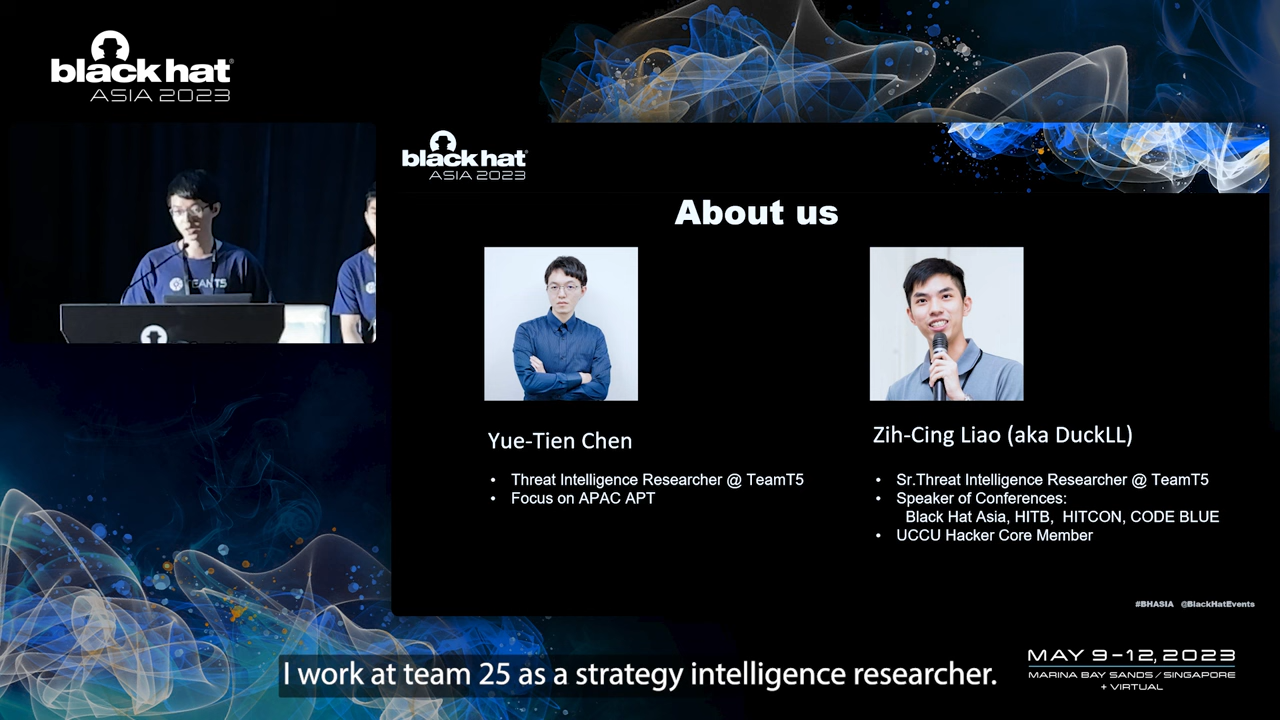 black hat®
ASIA 2023
black hat®
ASIA 2023
About us
TEAMT5
Yue-Tien Chen
• Threat Intelligence Researcher @ TeamT5
• Focus on APAC APT
Zih-Cing Liao (aka DuckLL)
• Sr.Threat Intelligence Researcher @ TeamT5
• Speaker of Conferences:
Black Hat Asia, HITB, HITCON, CODE BLUE
• UCCU Hacker Core Member
#BHASIA @BlackHatEvents
I work at team 25 as a strategy intelligence researcher.
MAY 9-12, 2023
MARINA BAY SANDS / SINGAPORE
+ VIRTUAL